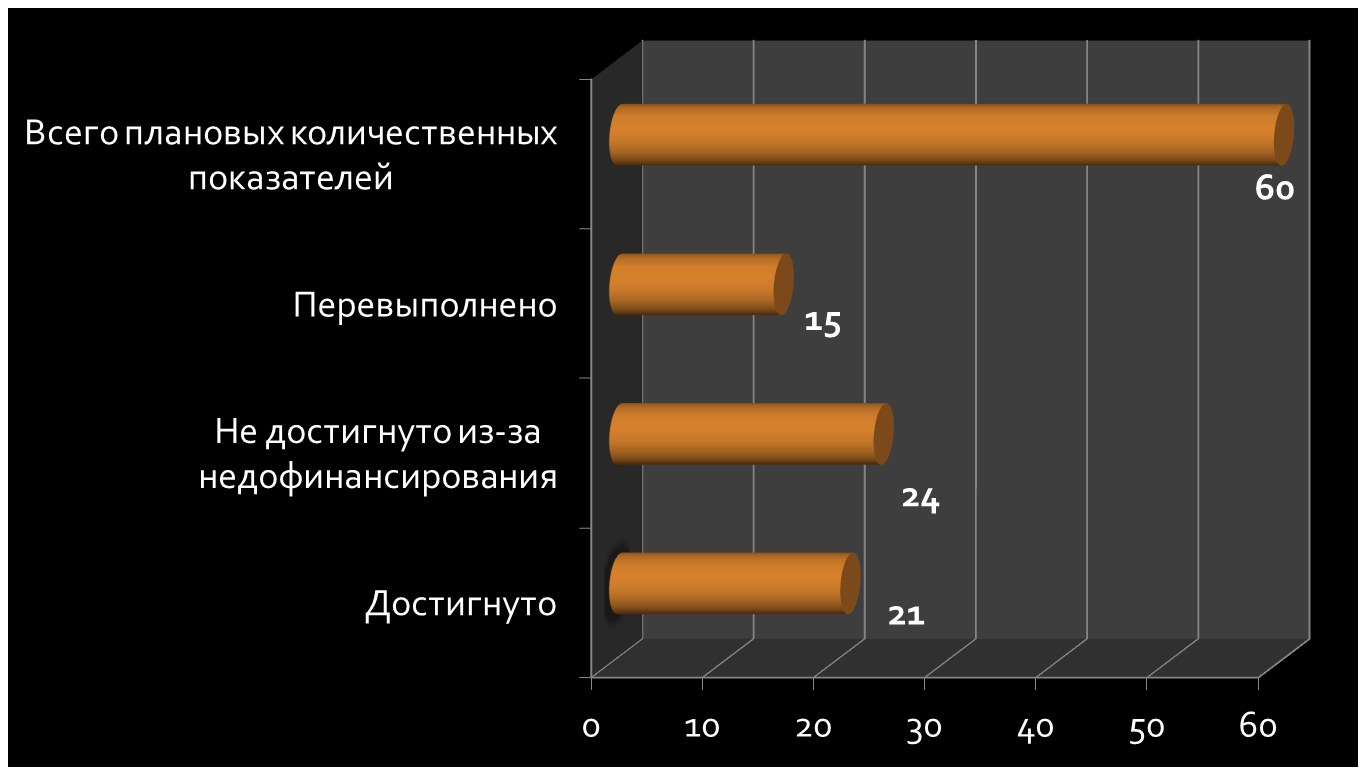 Всего плановых количественных
показателей
60
Перевыполнено
15
Не достигнуто из-за
недофинансирования
24
Достигнуто
21
0 10 20 30 40 50 60